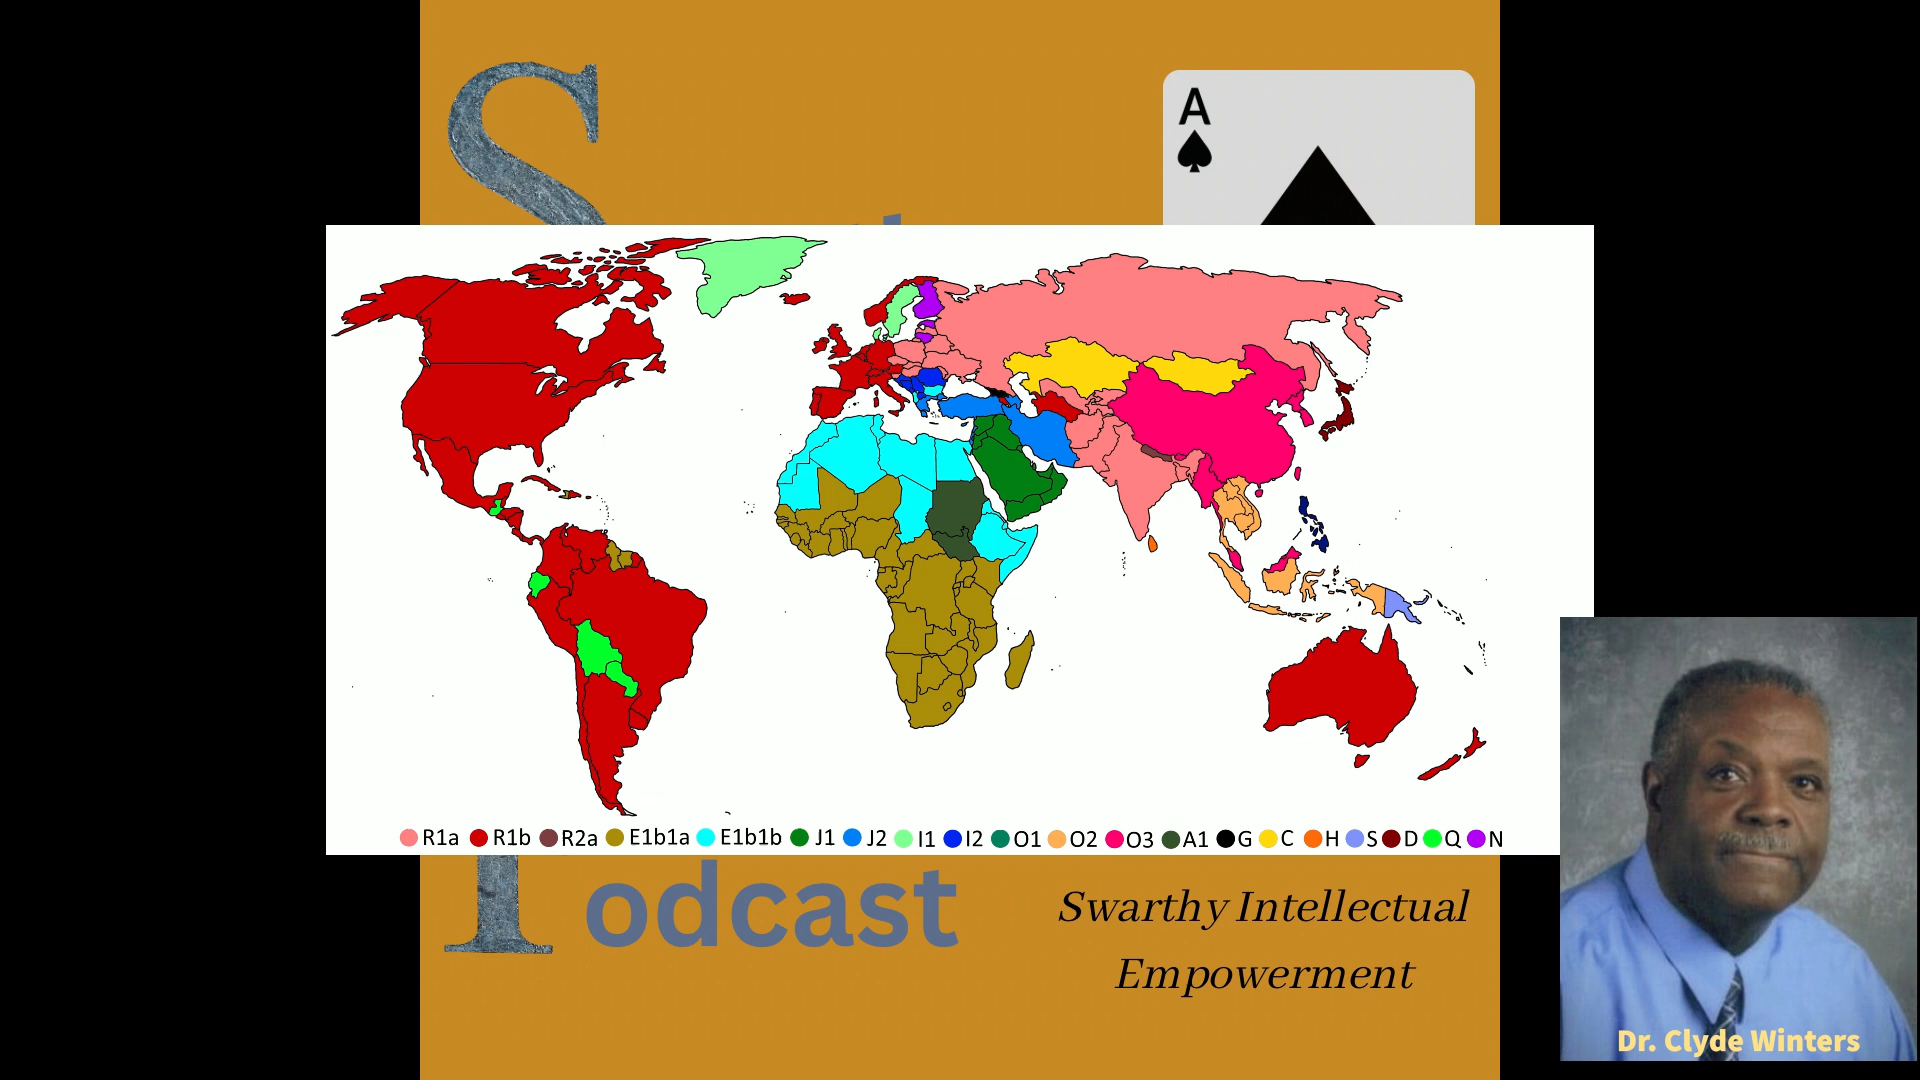 S
A
R1a R1b R2a E1b1a E1b1b J1 J2 I1 I2 O1 O2 O3 A1 G C H S D Q N
Podcast
Swarthy Intellectual
Empowerment
Dr. Clyde Winters